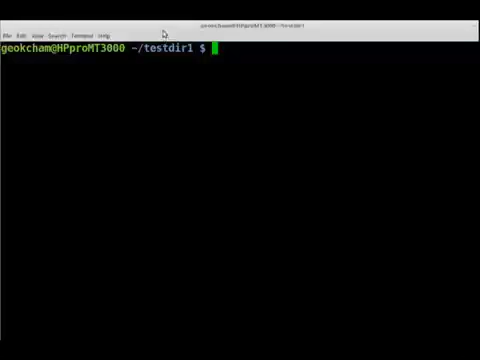 geokcham@HPproMT3000: ~/testdir1
File Edit View Search Terminal Help
geokcham@HPproMT3000 ~/testdir1 $